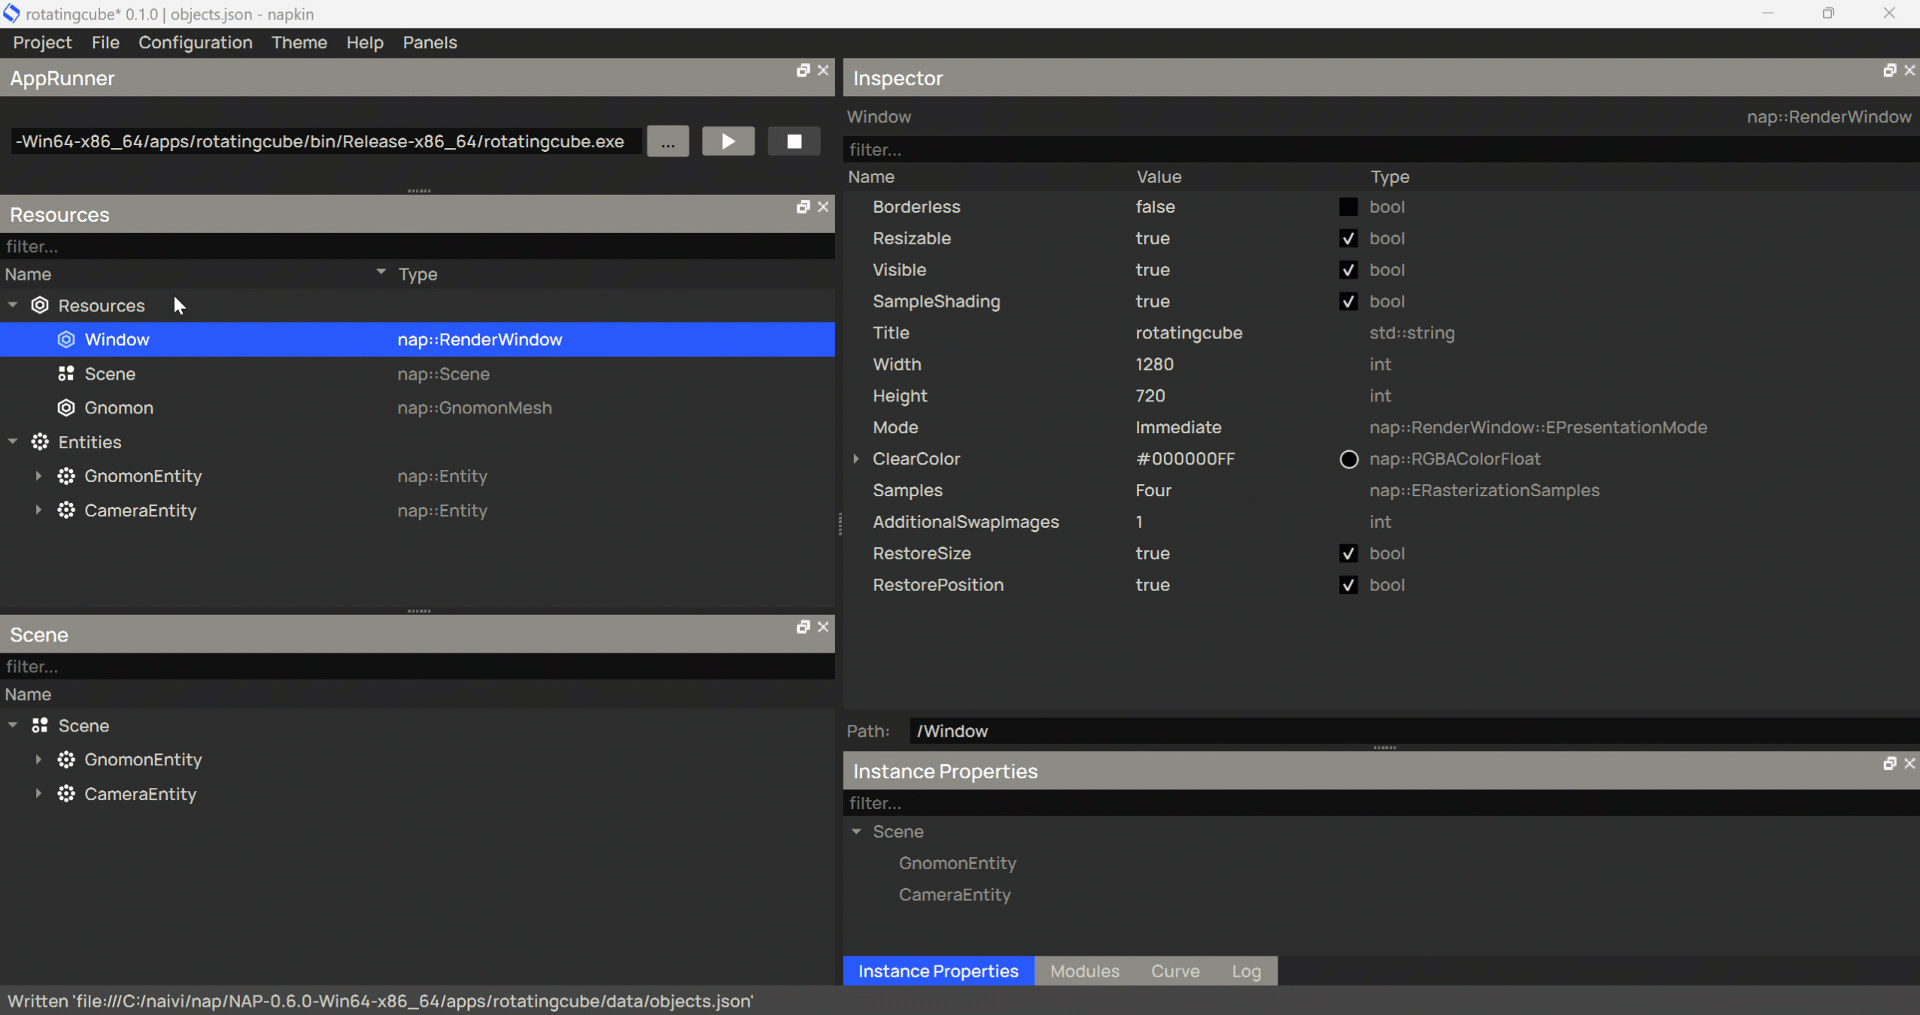 rotatingcube* 0.1.0 | objects.json - napkin
Project File Configuration Theme Help Panels
AppRunner
-Win64-x86_64/apps/rotatingcube/bin/Release-x86_64/rotatingcube.exe ...
Resources
filter...
Name Type
Resources
Window nap::RenderWindow
Scene nap::Scene
Gnomon nap::GnomonMesh
Entities
GnomonEntity nap::Entity
CameraEntity nap::Entity
Scene
filter...
Name
Scene
GnomonEntity
CameraEntity
Inspector
Window nap::RenderWindow
filter...
Name Value Type
Borderless false bool
Resizable true bool
Visible true bool
SampleShading true bool
Title rotatingcube std::string
Width 1280 int
Height 720 int
Mode Immediate nap::RenderWindow::EPresentationMode
ClearColor #000000FF nap::RGBAColorFloat
Samples Four nap::ERasterizationSamples
AdditionalSwapImages 1 int
RestoreSize true bool
RestorePosition true bool
Path: /Window
Instance Properties
filter...
Scene
GnomonEntity
CameraEntity
Instance Properties Modules Curve Log
Written 'file:///C:/naivi/nap/NAP-0.6.0-Win64-x86_64/apps/rotatingcube/data/objects.json'